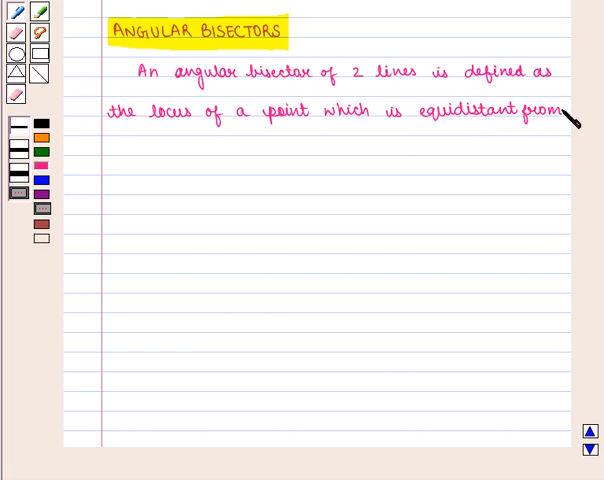 ANGULAR BISECTORS
An angular bisector of 2 lines is defined as
the locus of a point which is equidistant from